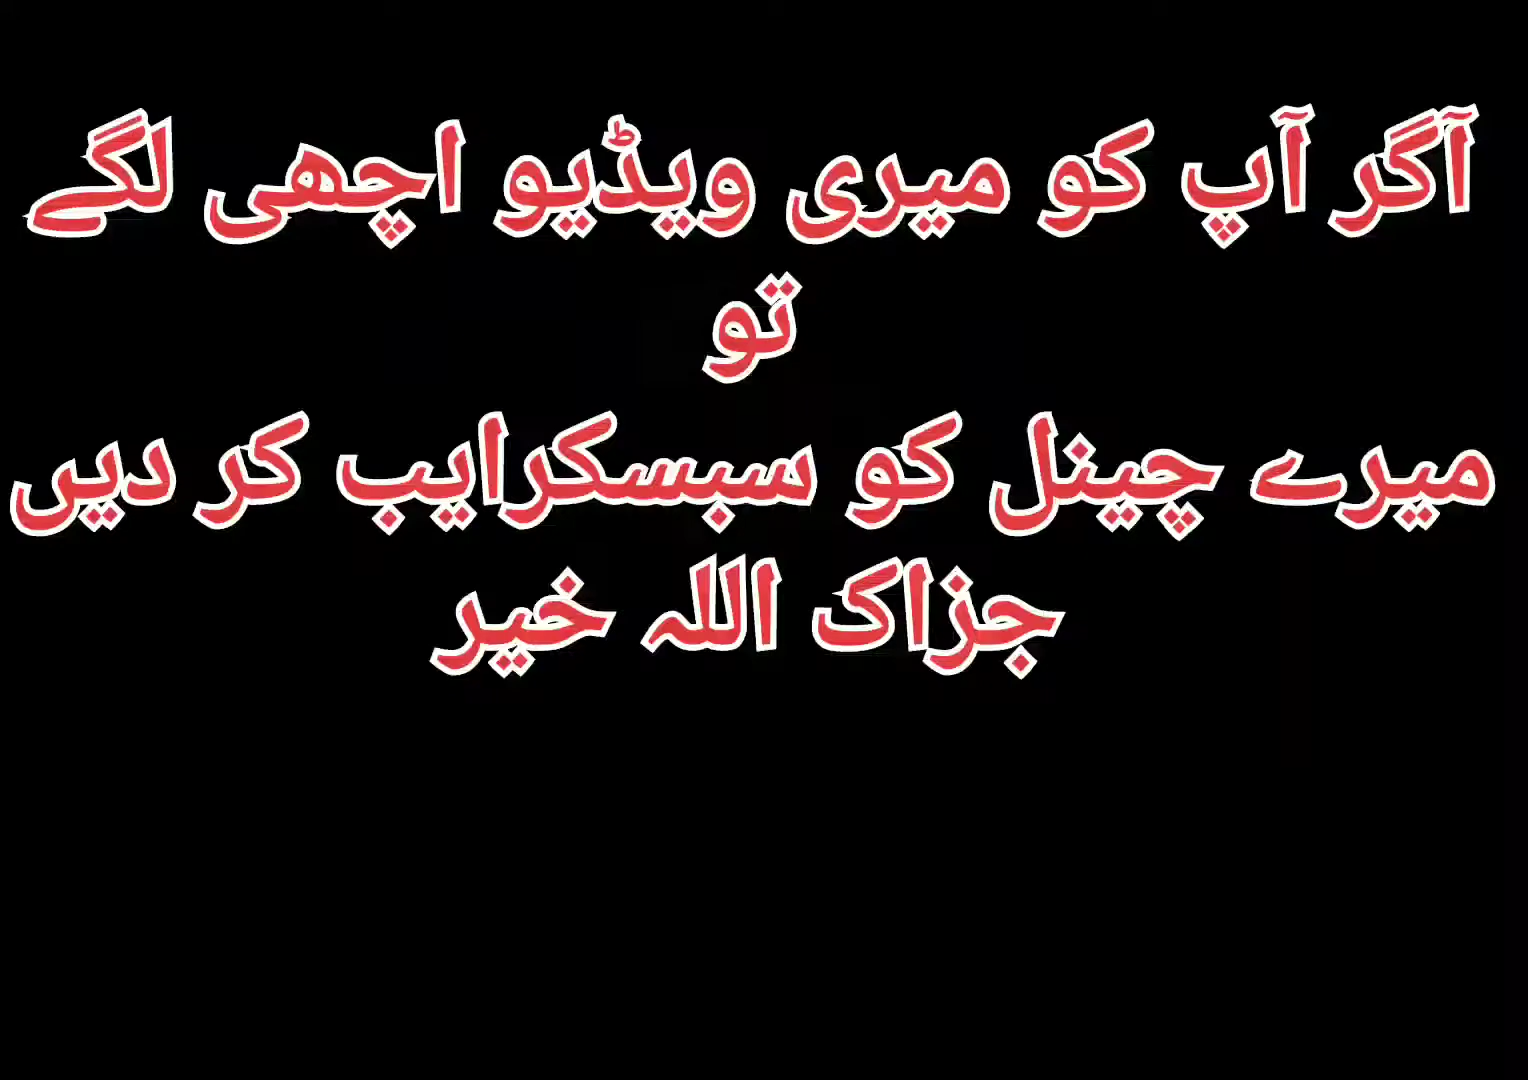 آگر آپ کو میری ویڈیو اچھی لگے
تو
میرے چینل کو سبسکرایب کر دیں
جزاک اللہ خیر